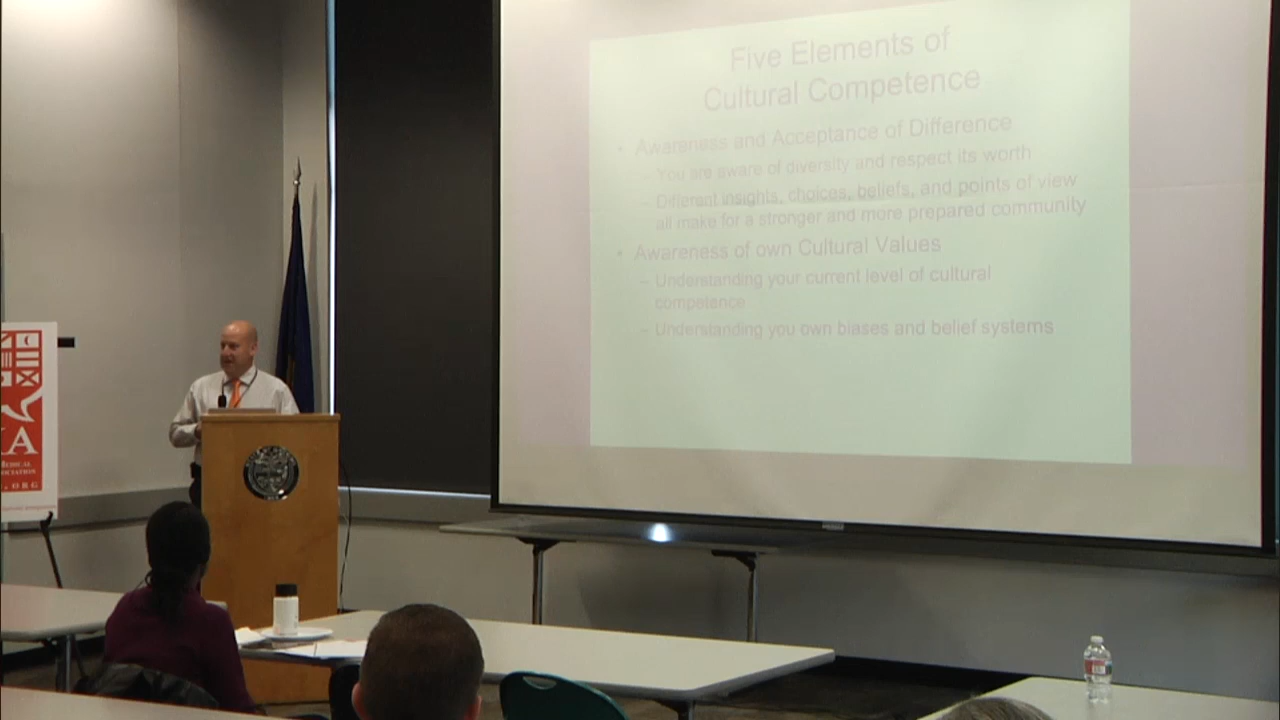 Five Elements of
Cultural Competence
• Awareness and Acceptance of Difference
– You are aware of diversity and respect its worth
– Different insights, choices, beliefs, and points of view
all make for a stronger and more prepared community
• Awareness of own Cultural Values
– Understanding your current level of cultural
competence
– Understanding you own biases and belief systems